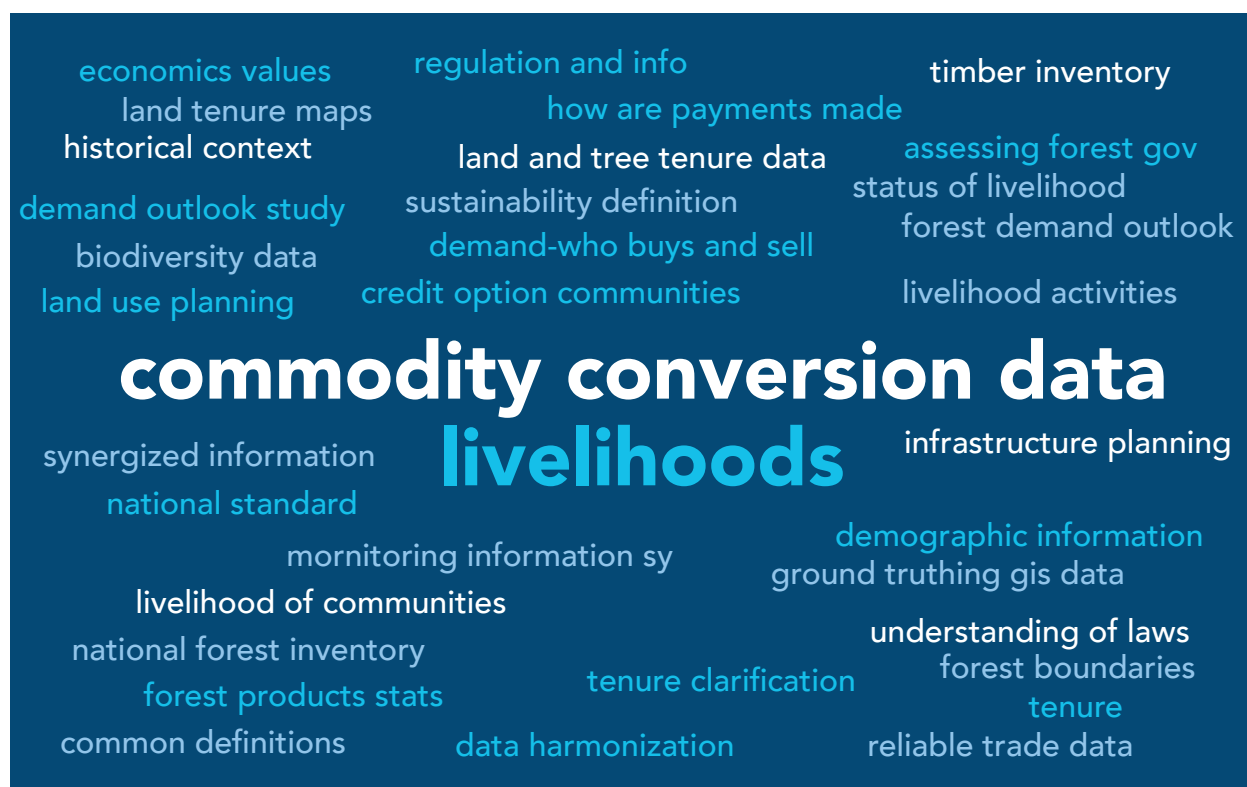 economics values
regulation and info
timber inventory
land tenure maps
how are payments made
historical context
land and tree tenure data
assessing forest gov
status of livelihood
demand outlook study
sustainability definition
forest demand outlook
biodiversity data
demand-who buys and sell
land use planning
credit option communities
livelihood activities
commodity conversion data
livelihoods
infrastructure planning
synergized information
national standard
demographic information
mornitoring information sy
ground truthing gis data
livelihood of communities
understanding of laws
national forest inventory
forest boundaries
tenure clarification
forest products stats
tenure
common definitions
data harmonization
reliable trade data